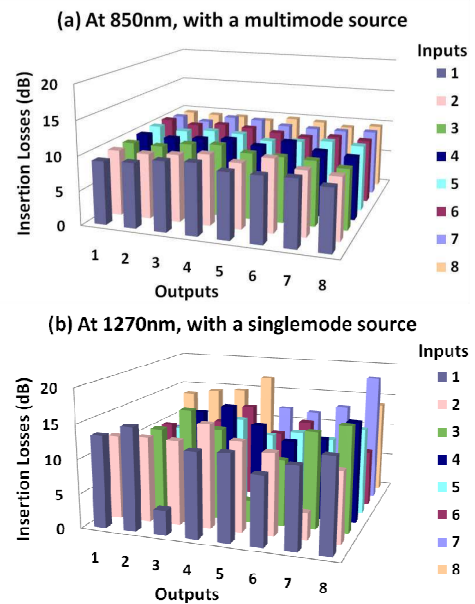 (a) At 850nm, with a multimode source
Inputs
Insertion Losses (dB)
20
15
10
5
0
1 2 3 4 5 6 7 8
Outputs
1
2
3
4
5
6
7
8
(b) At 1270nm, with a singlemode source
Inputs
Insertion Losses (dB)
20
15
10
5
0
1 2 3 4 5 6 7 8
Outputs
1
2
3
4
5
6
7
8